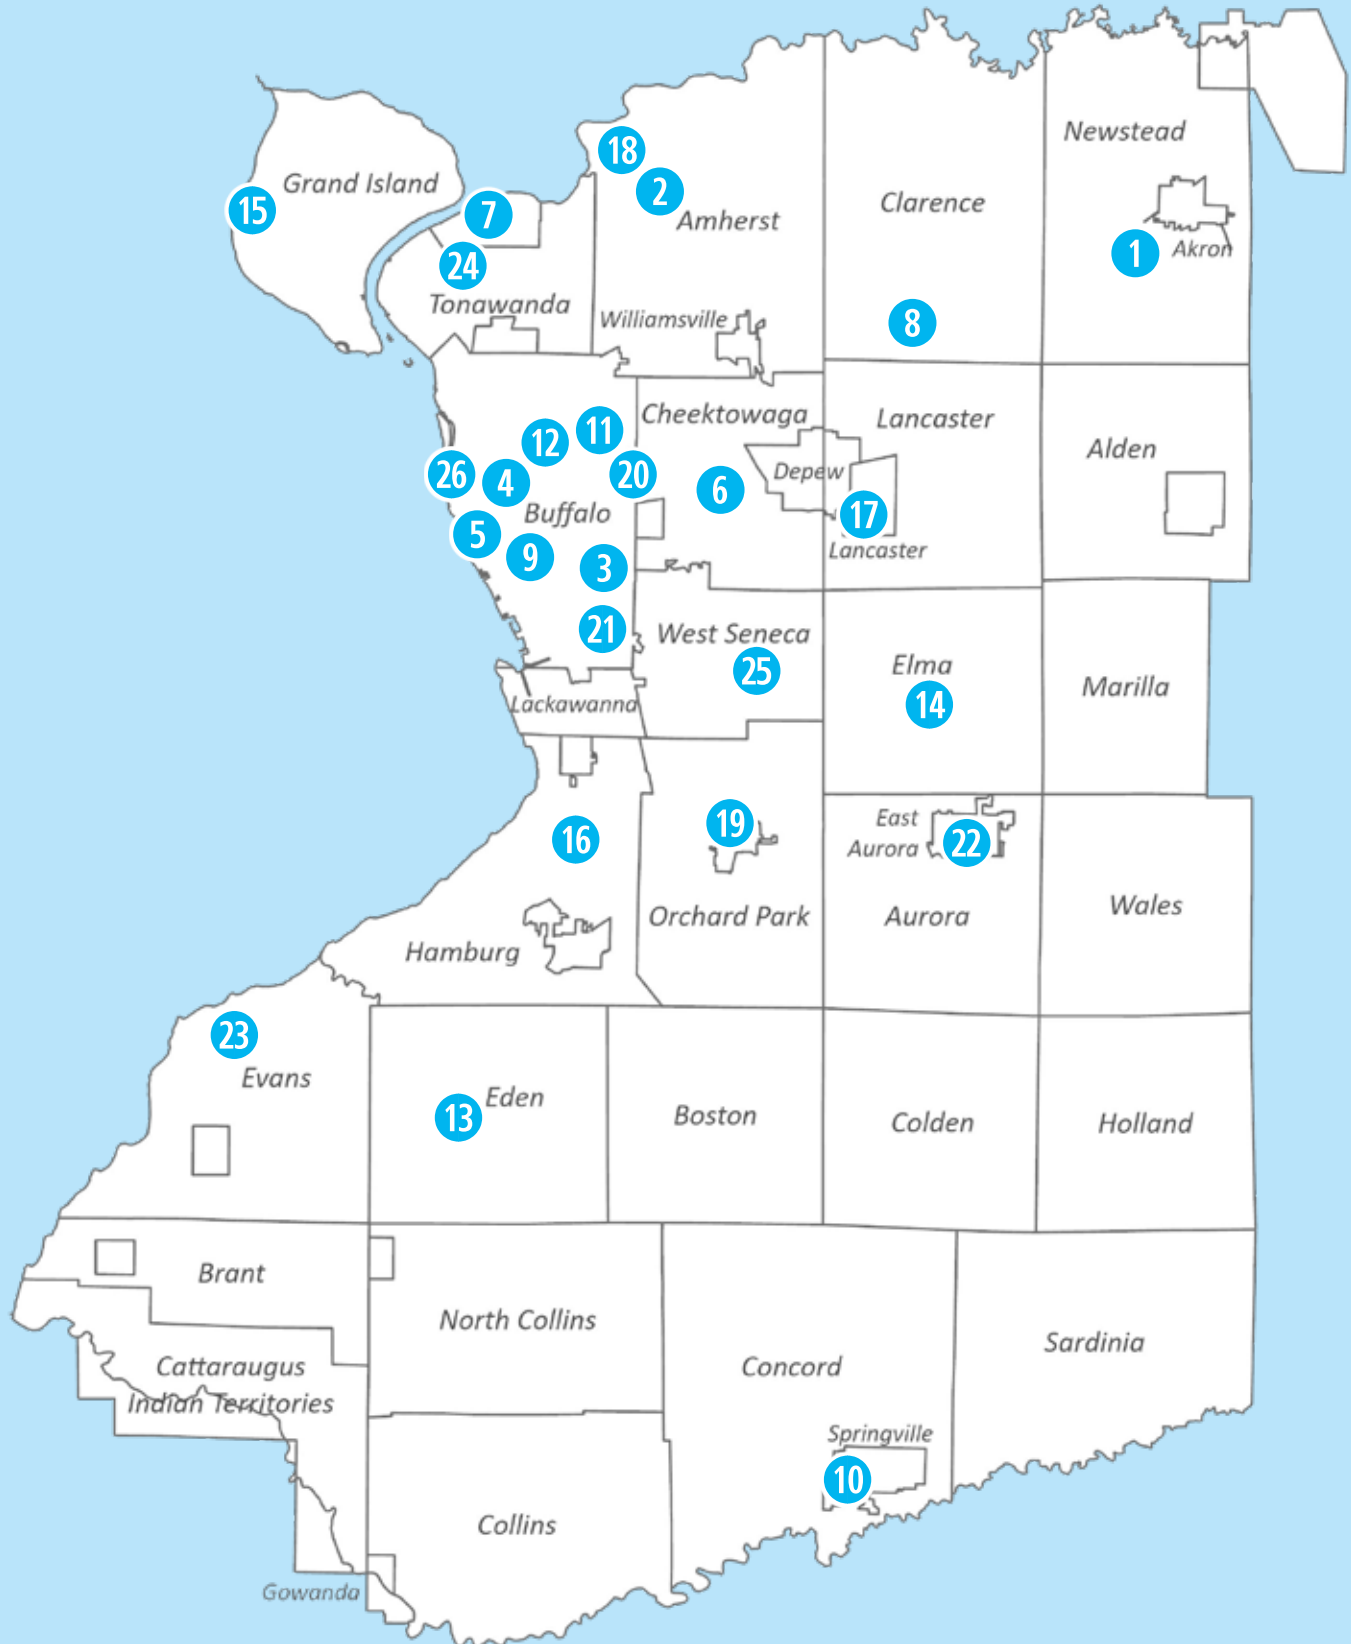 Newstead
18
Grand Island
2
15
7
Amherst
Clarence
1
Akron
24
Tonawanda
Williamsville
8
Cheektowaga
Lancaster
11
12
Alden
26
4
20
Depew
6
Buffalo
17
5
9
Lancaster
3
21
West Seneca
25
Elma
Marilla
14
Lackawanna
19
East
Aurora
22
16
Orchard Park
Aurora
Wales
Hamburg
23
Evans
Eden
13
Boston
Colden
Holland
Brant
North Collins
Sardinia
Cattaraugus
Indian Territories
Concord
Springville
10
Collins
Gowanda